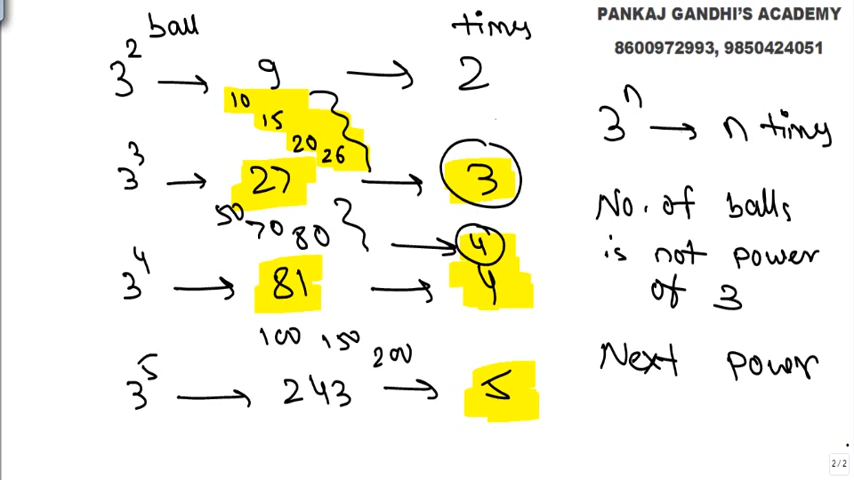 PANKAJ GANDHI'S ACADEMY
8600972993, 9850424051
ball times
3² → 9 → 2
10
15
20 26
3ⁿ → n times
3³ → 27 → 3
50 70 80 → 4
3⁴ → 81 → 4
100 150 200
3⁵ → 243 → 5
No. of balls
is not power
of 3
Next power
2/2